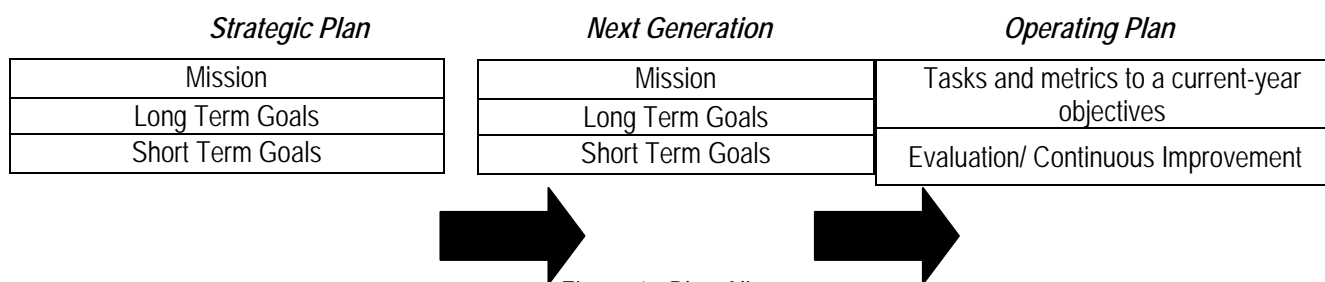 Strategic Plan
Next Generation
Operating Plan
Mission
Long Term Goals
Short Term Goals
Mission
Long Term Goals
Short Term Goals
Tasks and metrics to a current-year
objectives
Evaluation/ Continuous Improvement